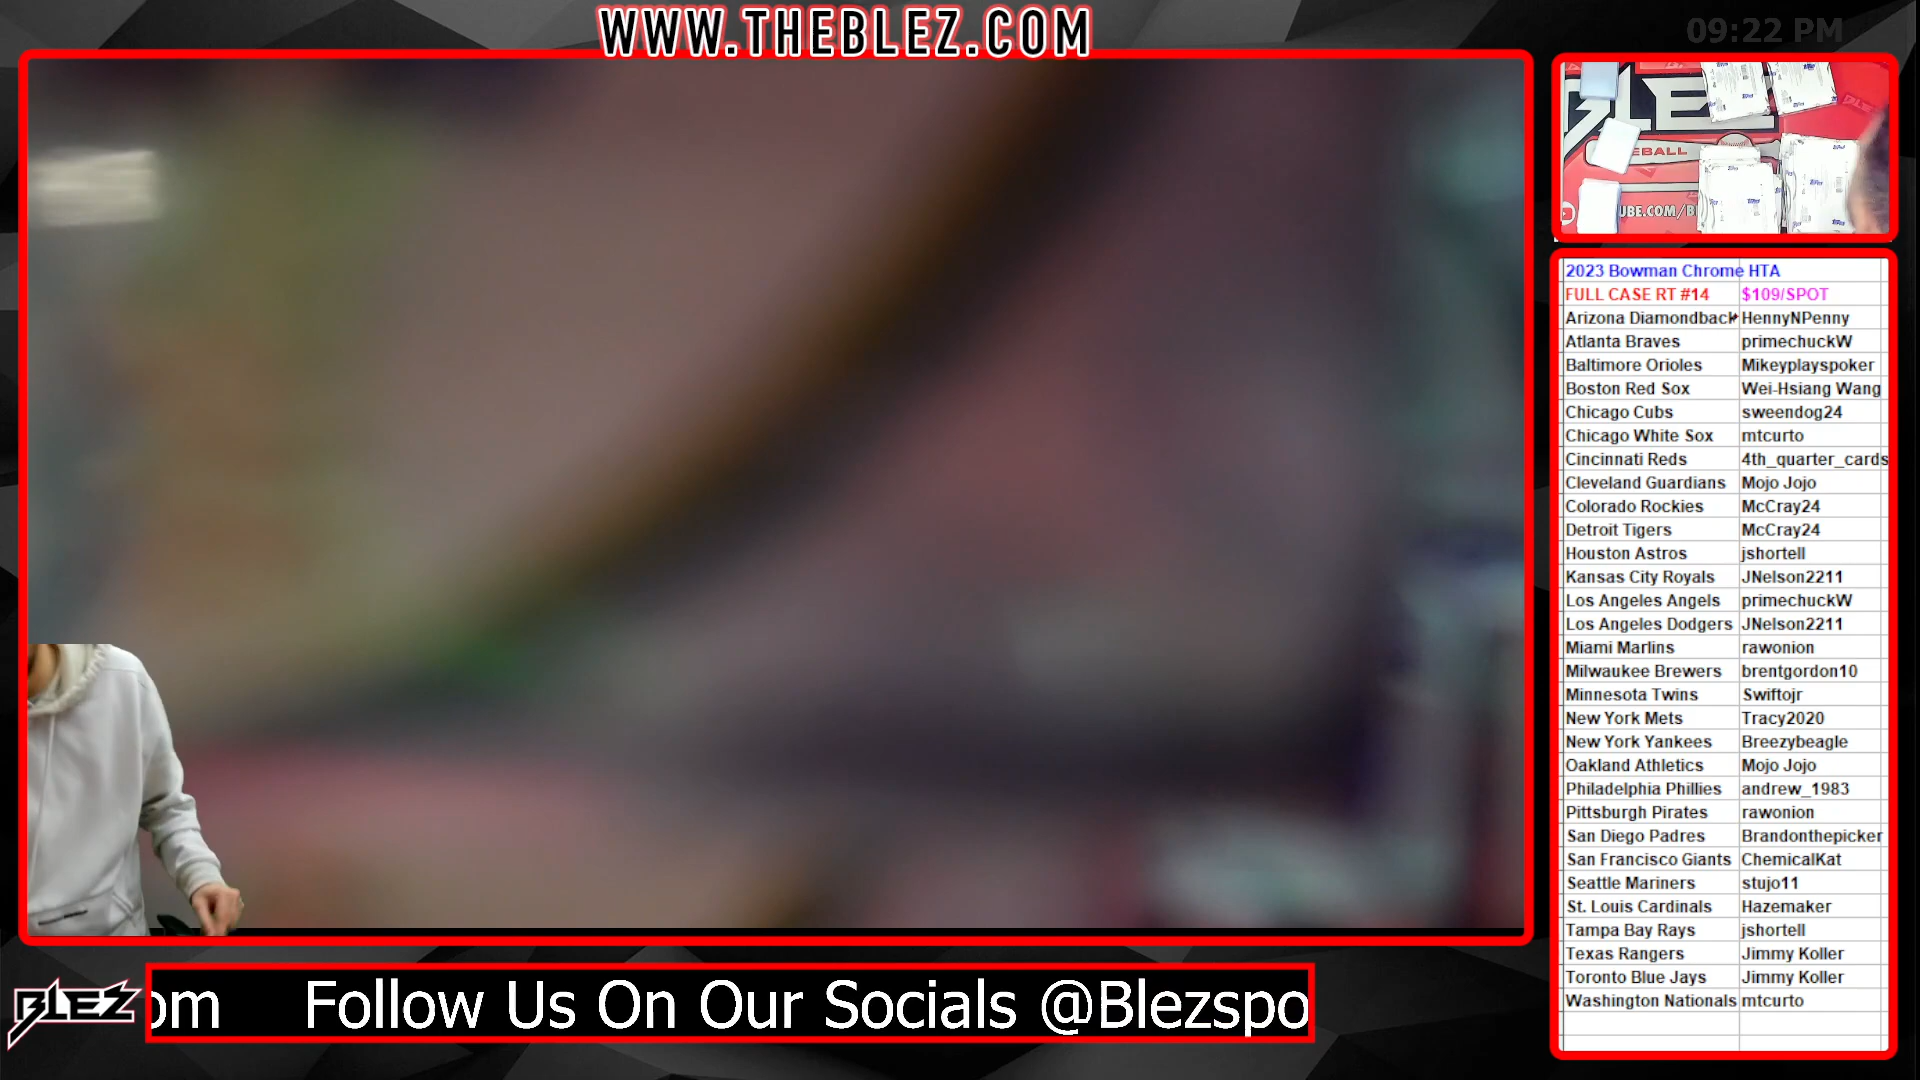 WWW.THEBLEZ.COM
09:22 PM
BLEZ
BALL
UBE.COM/B
2023 Bowman Chrome HTA
FULL CASE RT #14 $109/SPOT
Arizona Diamondback HennyNPenny
Atlanta Braves primechuckW
Baltimore Orioles Mikeyplayspoker
Boston Red Sox Wei-Hsiang Wang
Chicago Cubs sweendog24
Chicago White Sox mtcurto
Cincinnati Reds 4th_quarter_cards
Cleveland Guardians Mojo Jojo
Colorado Rockies McCray24
Detroit Tigers McCray24
Houston Astros jshortell
Kansas City Royals JNelson2211
Los Angeles Angels primechuckW
Los Angeles Dodgers JNelson2211
Miami Marlins rawonion
Milwaukee Brewers brentgordon10
Minnesota Twins Swiftojr
New York Mets Tracy2020
New York Yankees Breezybeagle
Oakland Athletics Mojo Jojo
Philadelphia Phillies andrew_1983
Pittsburgh Pirates rawonion
San Diego Padres Brandonthepicker
San Francisco Giants ChemicalKat
Seattle Mariners stujo11
St. Louis Cardinals Hazemaker
Tampa Bay Rays jshortell
Texas Rangers Jimmy Koller
Toronto Blue Jays Jimmy Koller
Washington Nationals mtcurto
BLEZ
om Follow Us On Our Socials @Blezspo